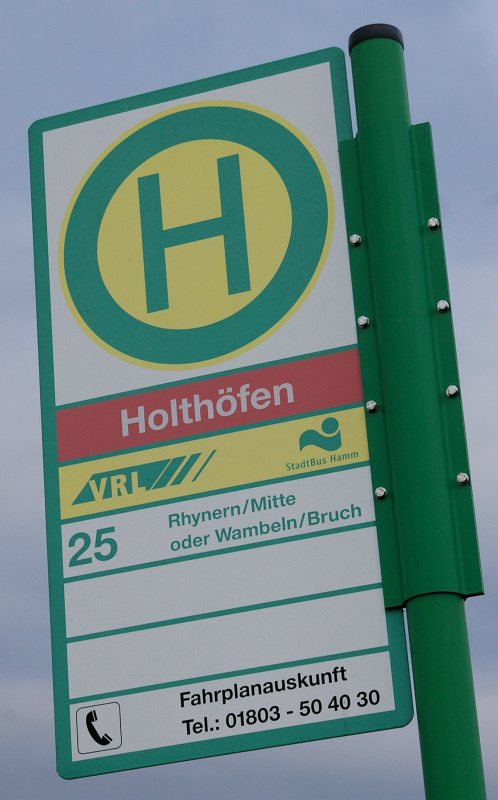 H
Holthöfen
VRL
StadtBus Hamm
25
Rhynern/Mitte
oder Wambeln/Bruch
Fahrplanauskunft
Tel.: 01803 - 50 40 30